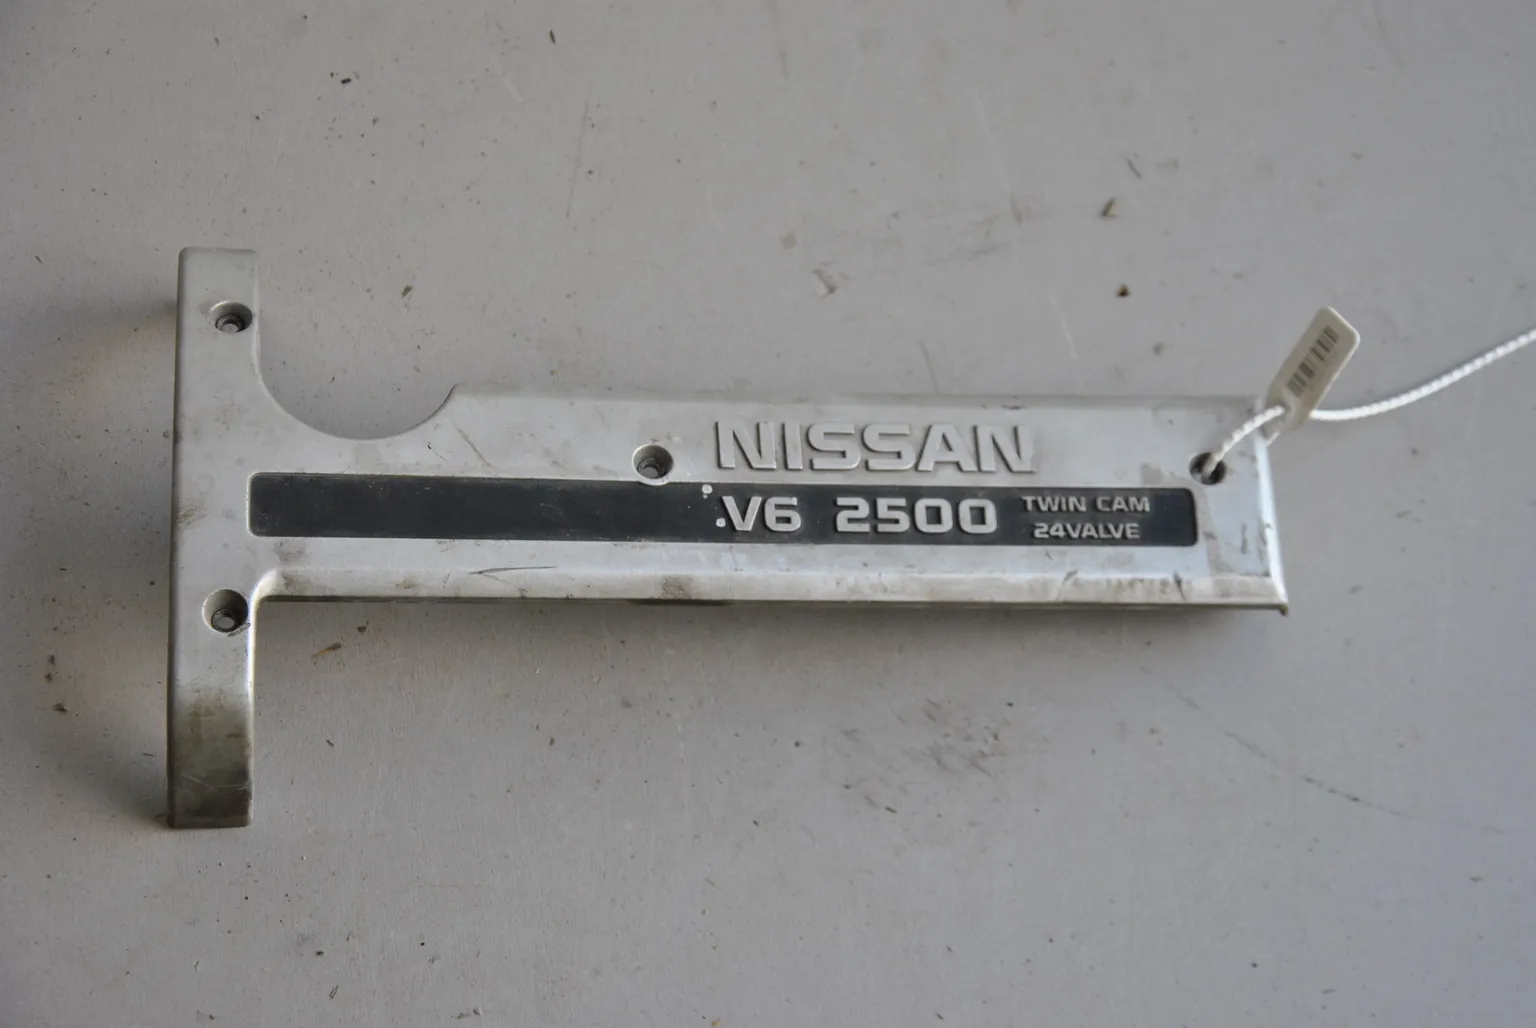 NISSAN
V6 2500 TWIN CAM
24VALVE